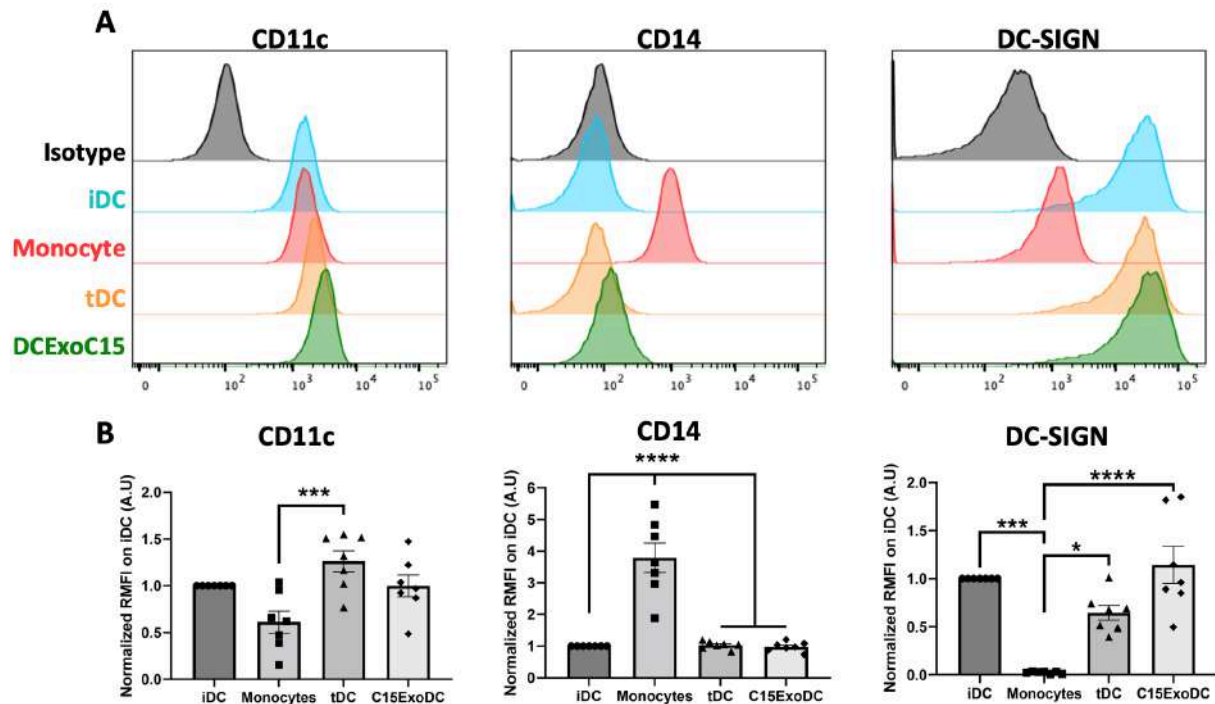 A
CD11c CD14 DC-SIGN
Isotype
iDC
Monocyte
tDC
DCExoC15
0 10² 10³ 10⁴ 10⁵ 0 10² 10³ 10⁴ 10⁵ 0 10² 10³ 10⁴ 10⁵
B
CD11c CD14 DC-SIGN
Normalized RMFI on iDC (A.U)
2.0
1.5
1.0
0.5
0.0
***
iDC Monocytes tDC C15ExoDC
Normalized RMFI on iDC (A.U)
6
5
4
3
2
1
0
****
iDC Monocytes tDC C15ExoDC
Normalized RMFI on iDC (A.U)
2.0
1.5
1.0
0.5
0.0
****
***
*
iDC Monocytes tDC C15ExoDC